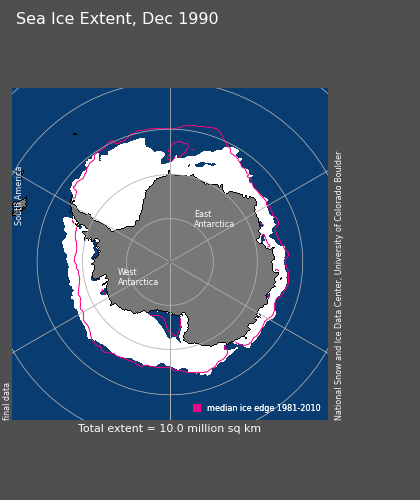 Sea Ice Extent, Dec 1990
South America
East
Antarctica
West
Antarctica
National Snow and Ice Data Center, University of Colorado Boulder
final data
median ice edge 1981-2010
Total extent = 10.0 million sq km